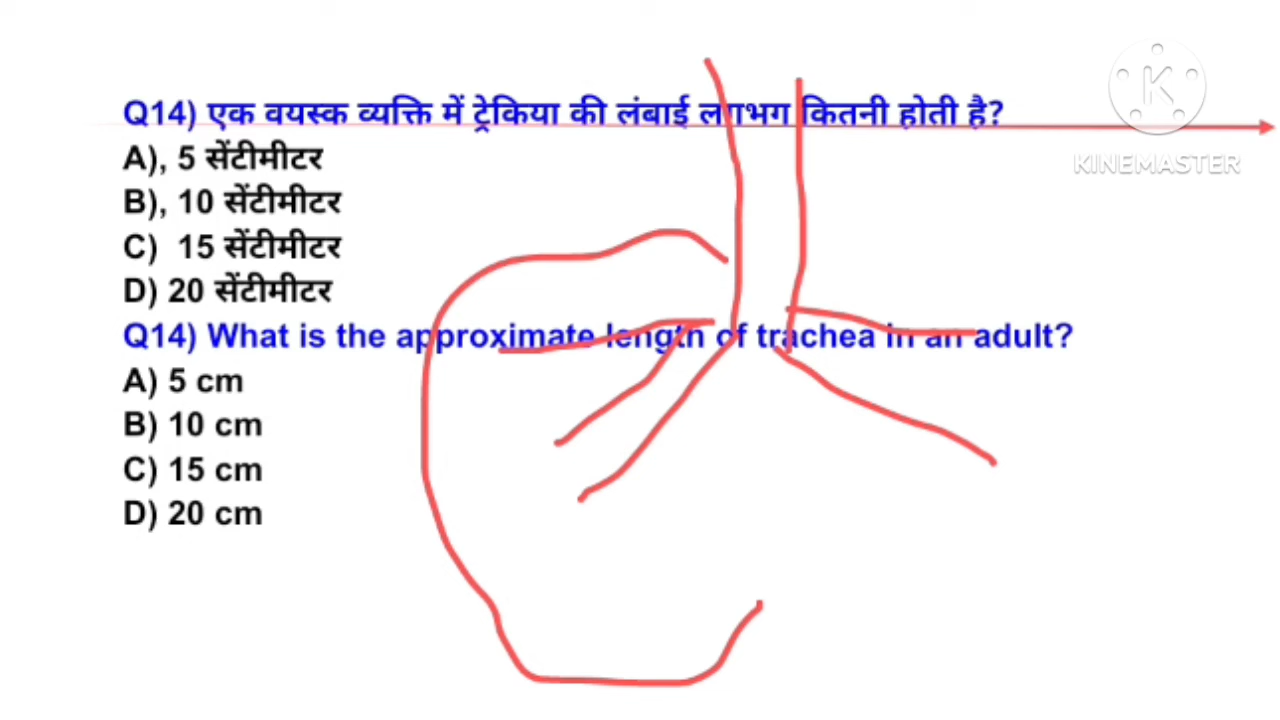 Q14) एक वयस्क व्यक्ति में ट्रेकिया की लंबाई लगभग कितनी होती है?
A), 5 सेंटीमीटर
B), 10 सेंटीमीटर
C) 15 सेंटीमीटर
D) 20 सेंटीमीटर
Q14) What is the approximate length of trachea in an adult?
A) 5 cm
B) 10 cm
C) 15 cm
D) 20 cm
K
KINEMASTER